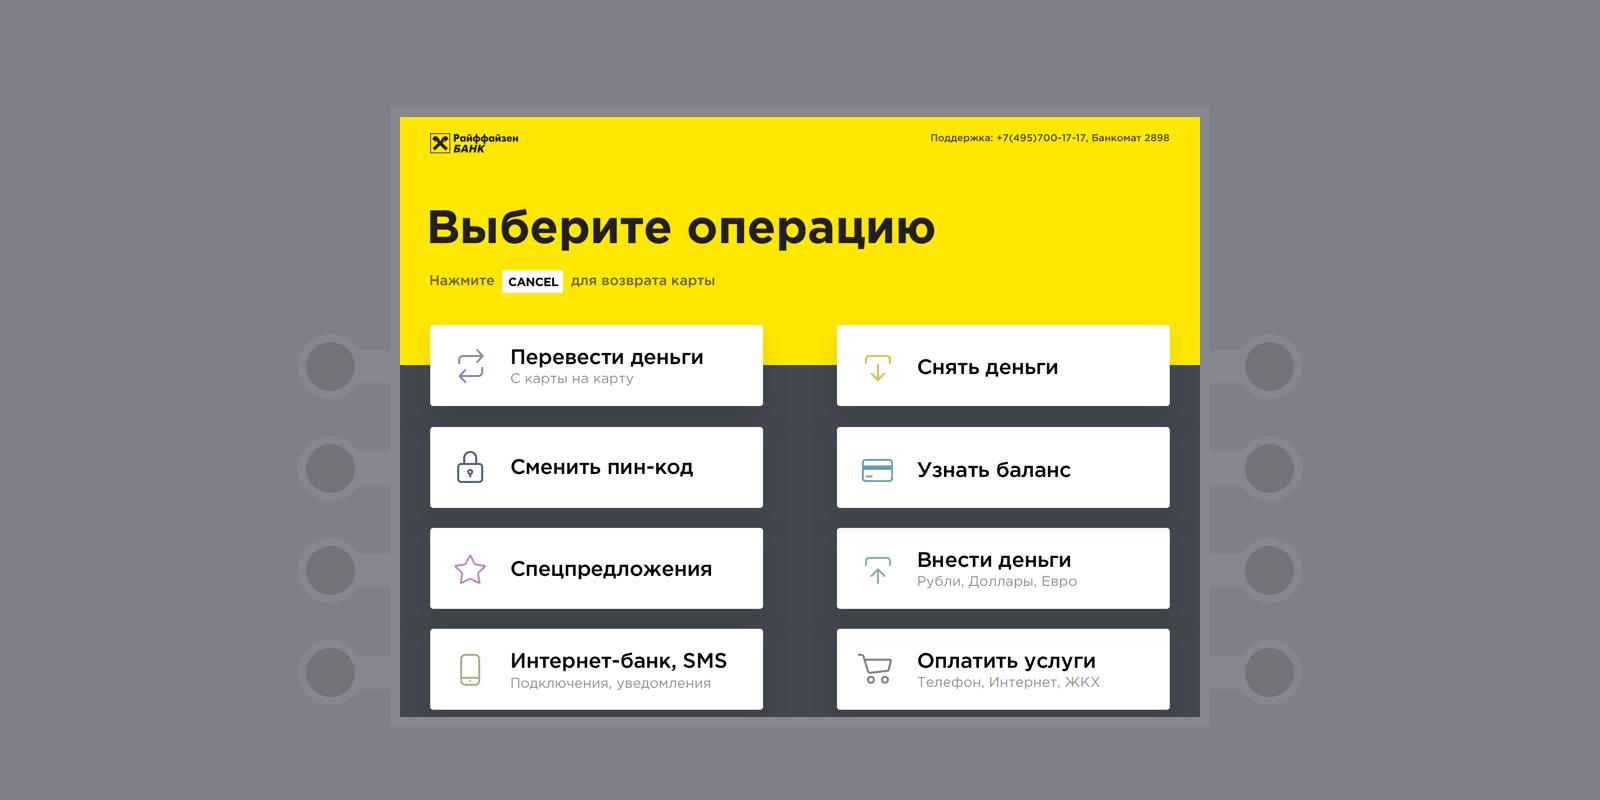 Райффайзен
БАНК
Поддержка: +7(495)700-17-17, Банкомат 2898
Выберите операцию
Нажмите CANCEL для возврата карты
Перевести деньги
С карты на карту
Снять деньги
Сменить пин-код
Узнать баланс
Спецпредложения
Внести деньги
Рубли, Доллары, Евро
Интернет-банк, SMS
Подключения, уведомления
Оплатить услуги
Телефон, Интернет, ЖКХ